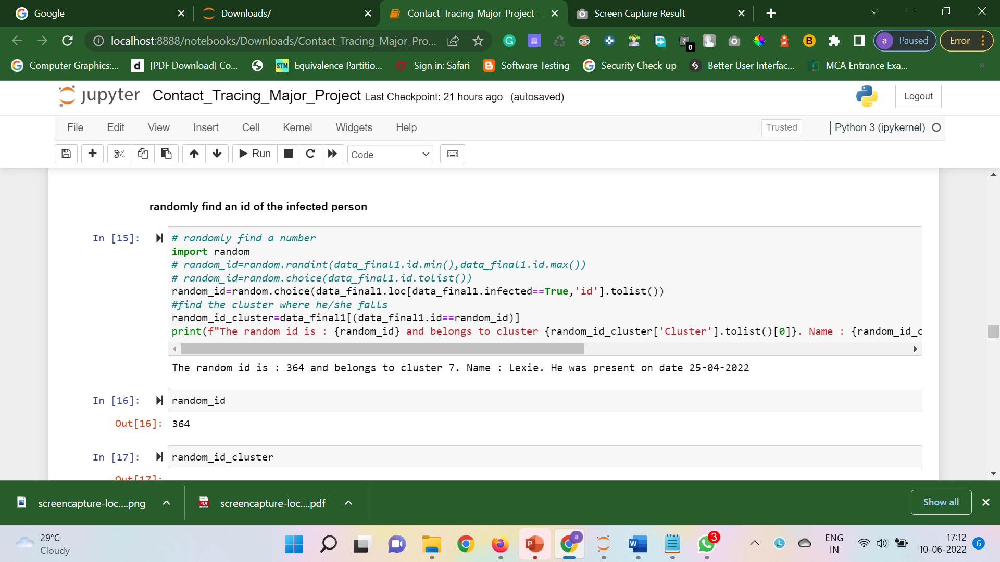 Google
Downloads/
Contact_Tracing_Major_Project -
Screen Capture Result
localhost:8888/notebooks/Downloads/Contact_Tracing_Major_Pro...
0
B
a Paused
Error
Computer Graphics:...
d [PDF Download] Co...
STM Equivalence Partitio...
Sign in: Safari
Software Testing
Security Check-up
Better User Interfac...
MCA Entrance Exa...
»
jupyter Contact_Tracing_Major_Project Last Checkpoint: 21 hours ago (autosaved)
Logout
File Edit View Insert Cell Kernel Widgets Help
Trusted
Python 3 (ipykernel)
Run
Code
randomly find an id of the infected person
In [15]:
# randomly find a number
import random
# random_id=random.randint(data_final1.id.min(),data_final1.id.max())
# random_id=random.choice(data_final1.id.tolist())
random_id=random.choice(data_final1.loc[data_final1.infected==True,'id'].tolist())
#find the cluster where he/she falls
random_id_cluster=data_final1[(data_final1.id==random_id)]
print(f"The random id is : {random_id} and belongs to cluster {random_id_cluster['Cluster'].tolist()[0]}. Name : {random_id_c
The random id is : 364 and belongs to cluster 7. Name : Lexie. He was present on date 25-04-2022
In [16]: random_id
Out[16]: 364
In [17]: random_id_cluster
Out[17]:
screencapture-loc....png
PDF screencapture-loc....pdf
Show all
29°C
Cloudy
P
a
W
3
L
ENG
IN
17:12
10-06-2022
6